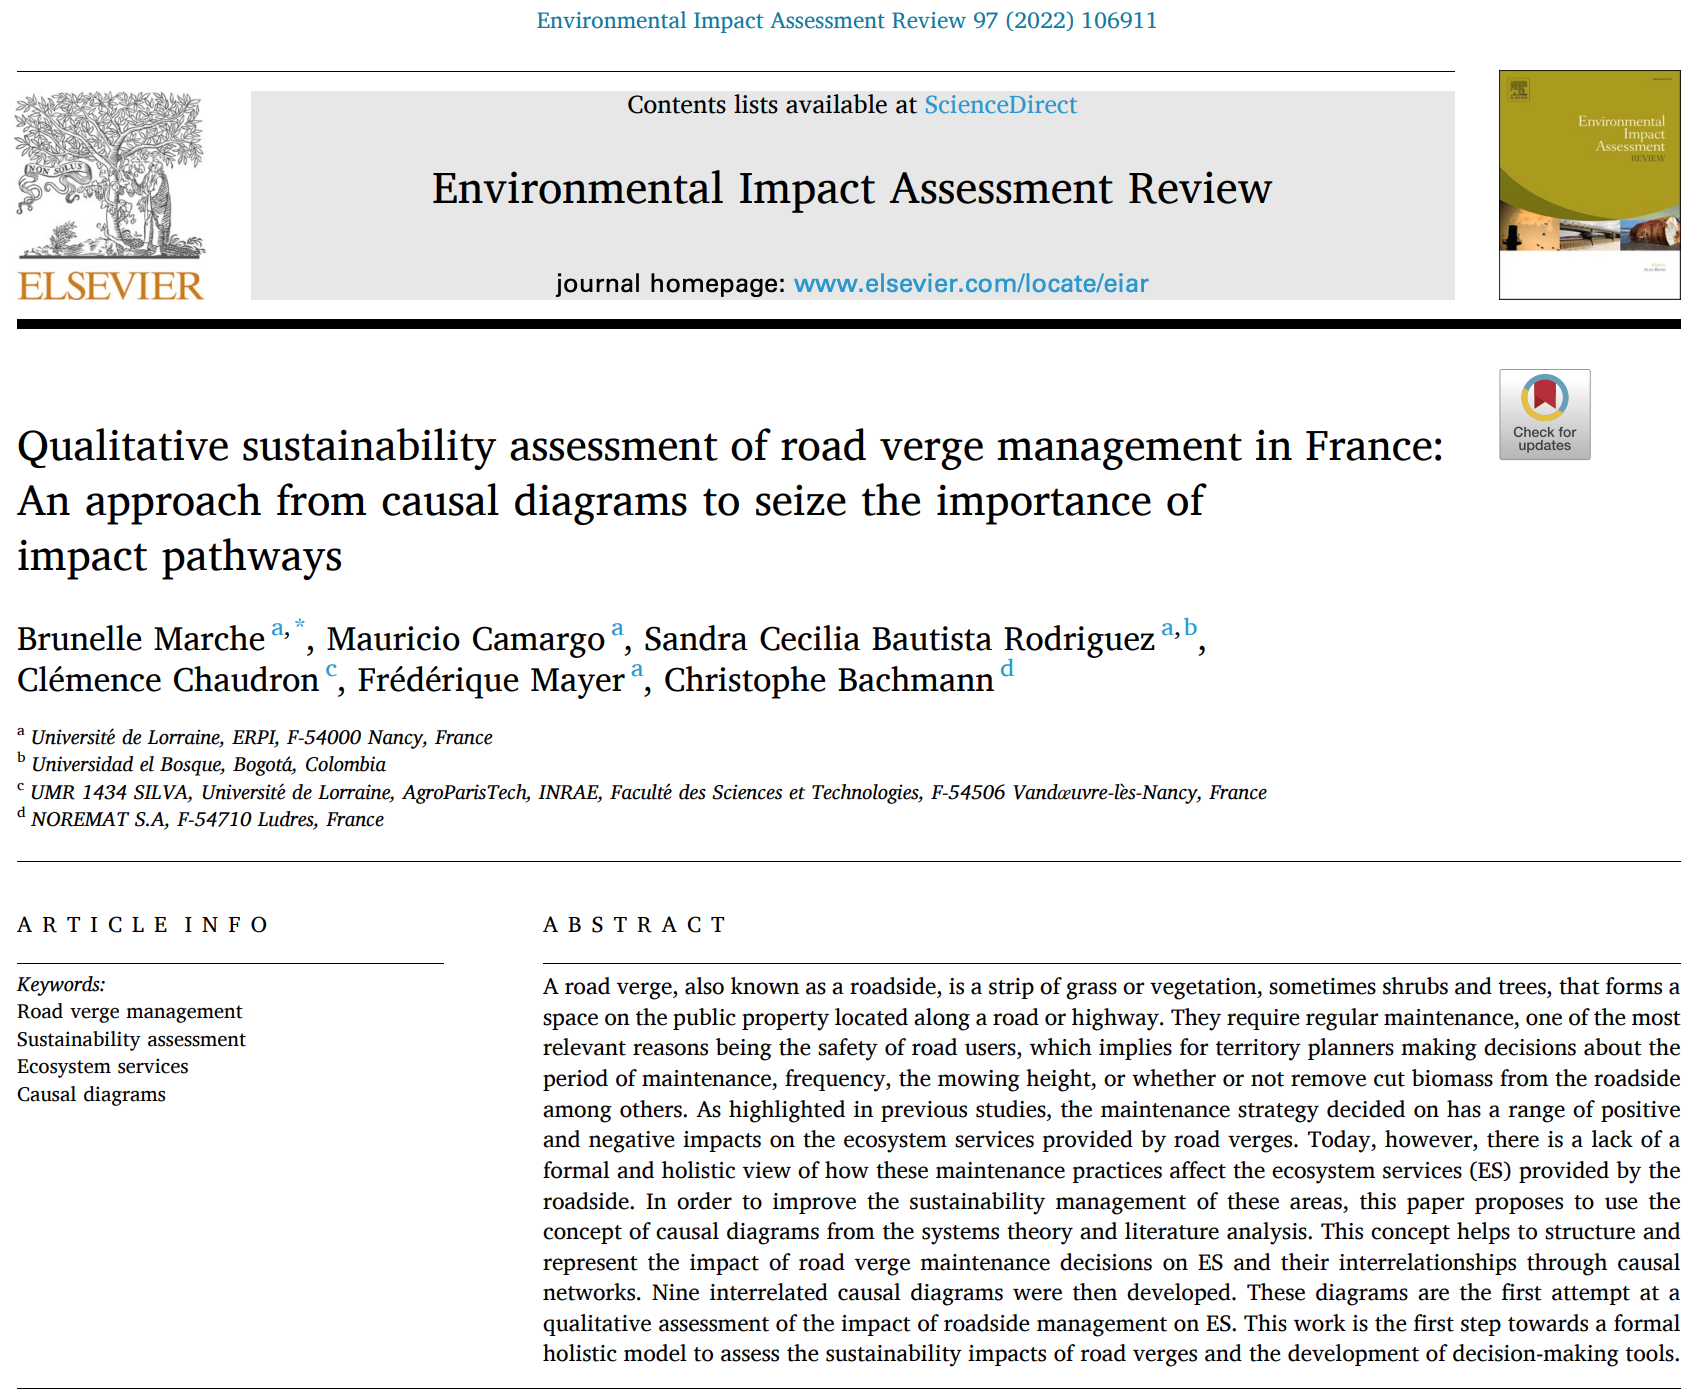 Environmental Impact Assessment Review 97 (2022) 106911
Contents lists available at ScienceDirect
Environmental Impact Assessment Review
journal homepage: www.elsevier.com/locate/eiar
NON SOLUS
ELSEVIER
Environmental
Impact
Assessment
REVIEW
Check for
updates
Qualitative sustainability assessment of road verge management in France:
An approach from causal diagrams to seize the importance of
impact pathways
Brunelle Marche a,*, Mauricio Camargo a, Sandra Cecilia Bautista Rodriguez a,b,
Clémence Chaudron c, Frédérique Mayer a, Christophe Bachmann d
a Université de Lorraine, ERPI, F-54000 Nancy, France
b Universidad el Bosque, Bogotá, Colombia
c UMR 1434 SILVA, Université de Lorraine, AgroParisTech, INRAE, Faculté des Sciences et Technologies, F-54506 Vandœuvre-lès-Nancy, France
d NOREMAT S.A, F-54710 Ludres, France
ARTICLE INFO
Keywords:
Road verge management
Sustainability assessment
Ecosystem services
Causal diagrams
ABSTRACT
A road verge, also known as a roadside, is a strip of grass or vegetation, sometimes shrubs and trees, that forms a
space on the public property located along a road or highway. They require regular maintenance, one of the most
relevant reasons being the safety of road users, which implies for territory planners making decisions about the
period of maintenance, frequency, the mowing height, or whether or not remove cut biomass from the roadside
among others. As highlighted in previous studies, the maintenance strategy decided on has a range of positive
and negative impacts on the ecosystem services provided by road verges. Today, however, there is a lack of a
formal and holistic view of how these maintenance practices affect the ecosystem services (ES) provided by the
roadside. In order to improve the sustainability management of these areas, this paper proposes to use the
concept of causal diagrams from the systems theory and literature analysis. This concept helps to structure and
represent the impact of road verge maintenance decisions on ES and their interrelationships through causal
networks. Nine interrelated causal diagrams were then developed. These diagrams are the first attempt at a
qualitative assessment of the impact of roadside management on ES. This work is the first step towards a formal
holistic model to assess the sustainability impacts of road verges and the development of decision-making tools.